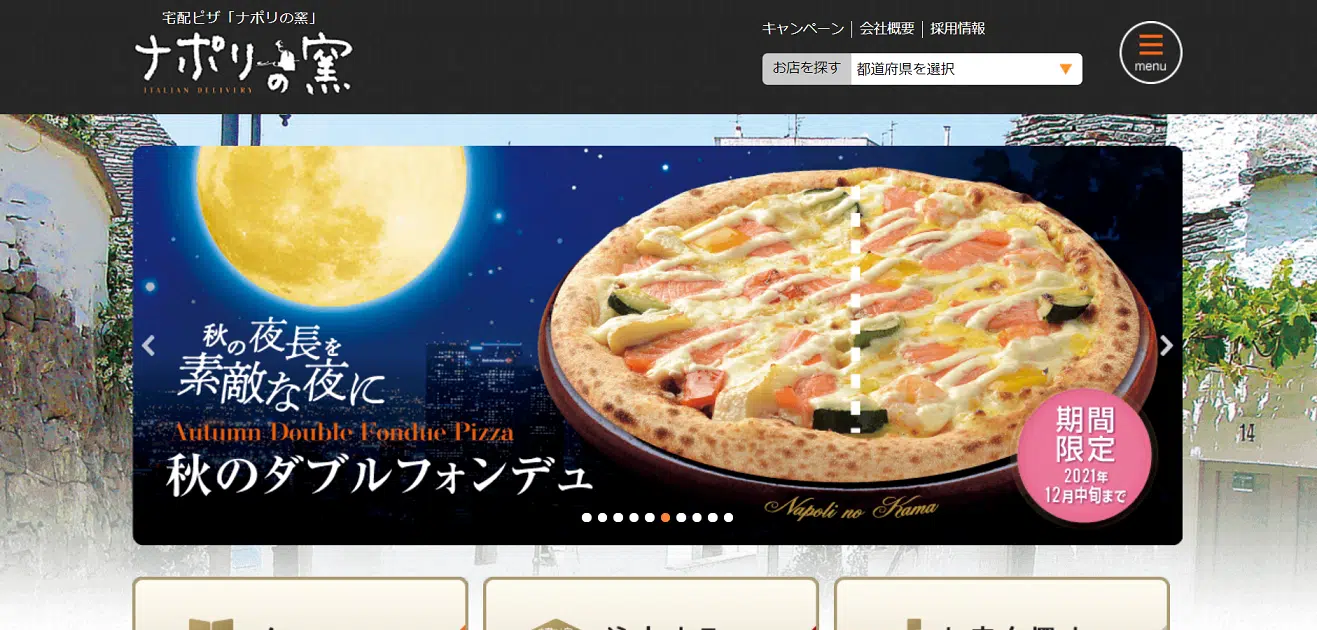 宅配ピザ「ナポリの窯」
ナポリの窯
ITALIAN DELIVERY
キャンペーン
会社概要
採用情報
お店を探す
都道府県を選択
menu
秋の夜長を
素敵な夜に
Autumn Double Fondue Pizza
秋のダブルフォンデュ
Napoli no Kama
期間
限定
2021年
12月中旬まで
14